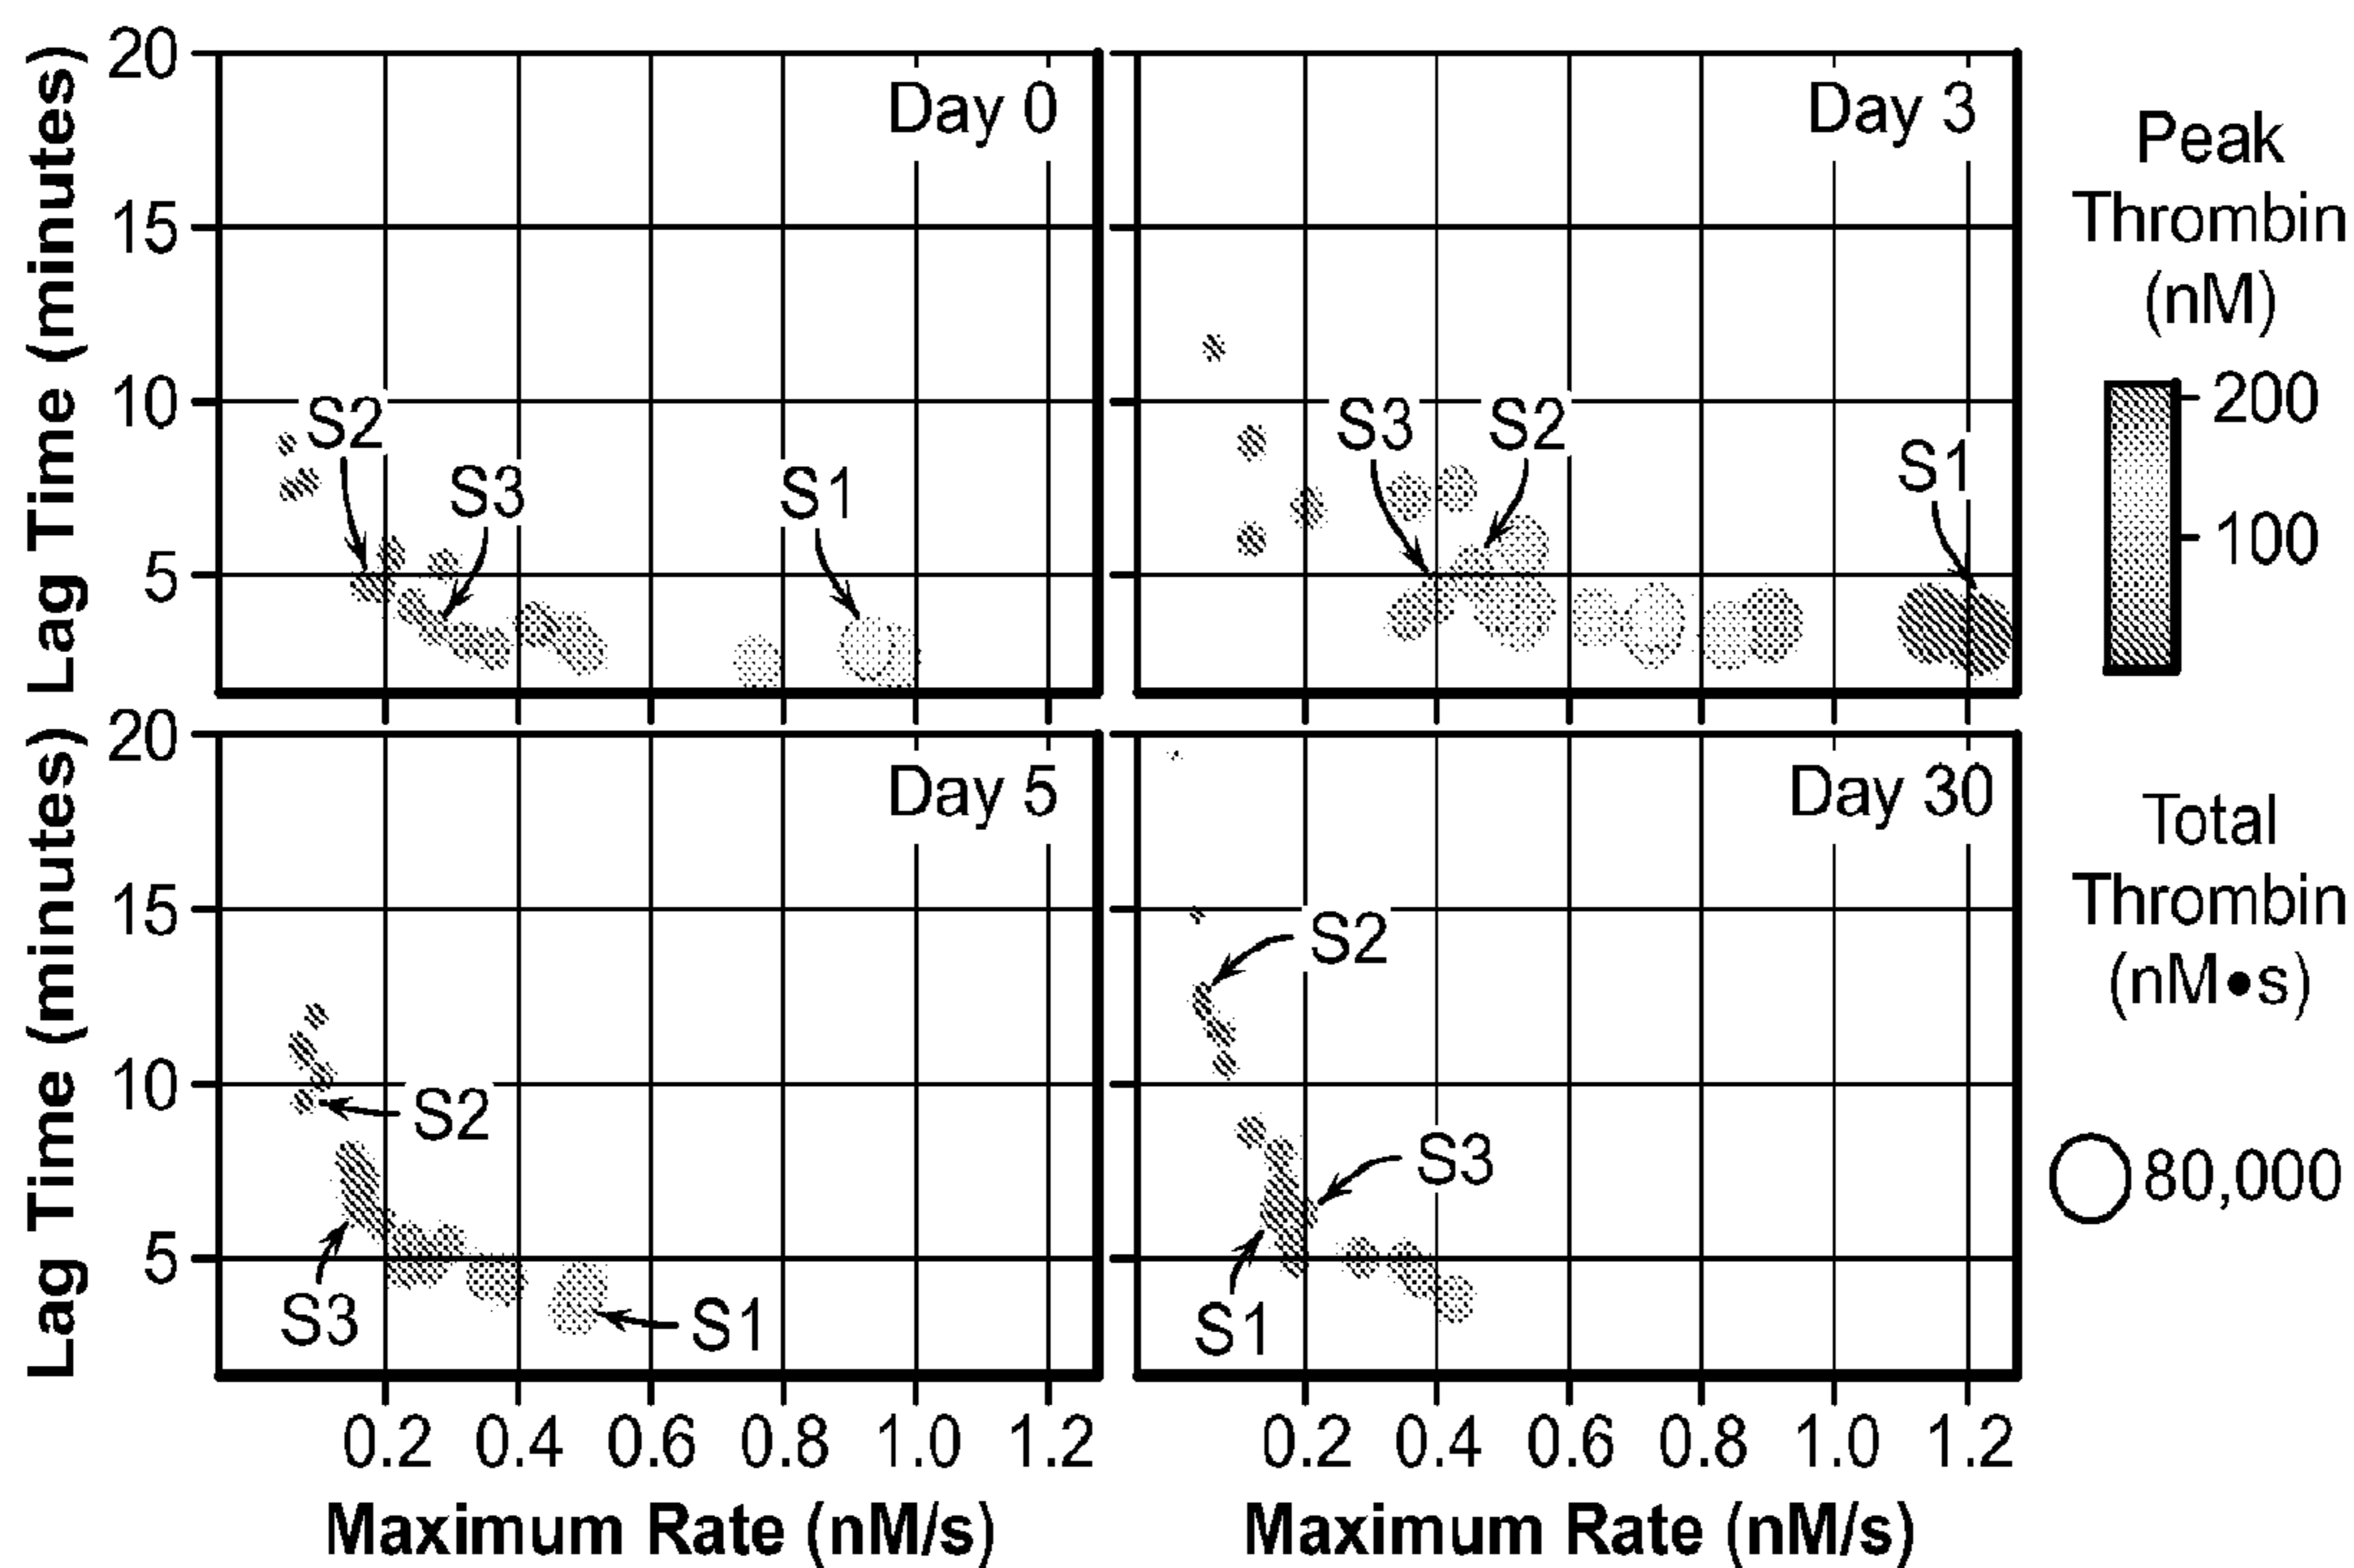 20
15
10
5
Lag Time (minutes)
Day 0
S2
S3
S1
Day 3
S3
S2
S1
Peak
Thrombin
(nM)
200
100
20
15
10
5
Lag Time (minutes)
Day 5
S2
S3
S1
Day 30
S2
S3
S1
Total
Thrombin
(nM•s)
80,000
0.2 0.4 0.6 0.8 1.0 1.2
0.2 0.4 0.6 0.8 1.0 1.2
Maximum Rate (nM/s)
Maximum Rate (nM/s)